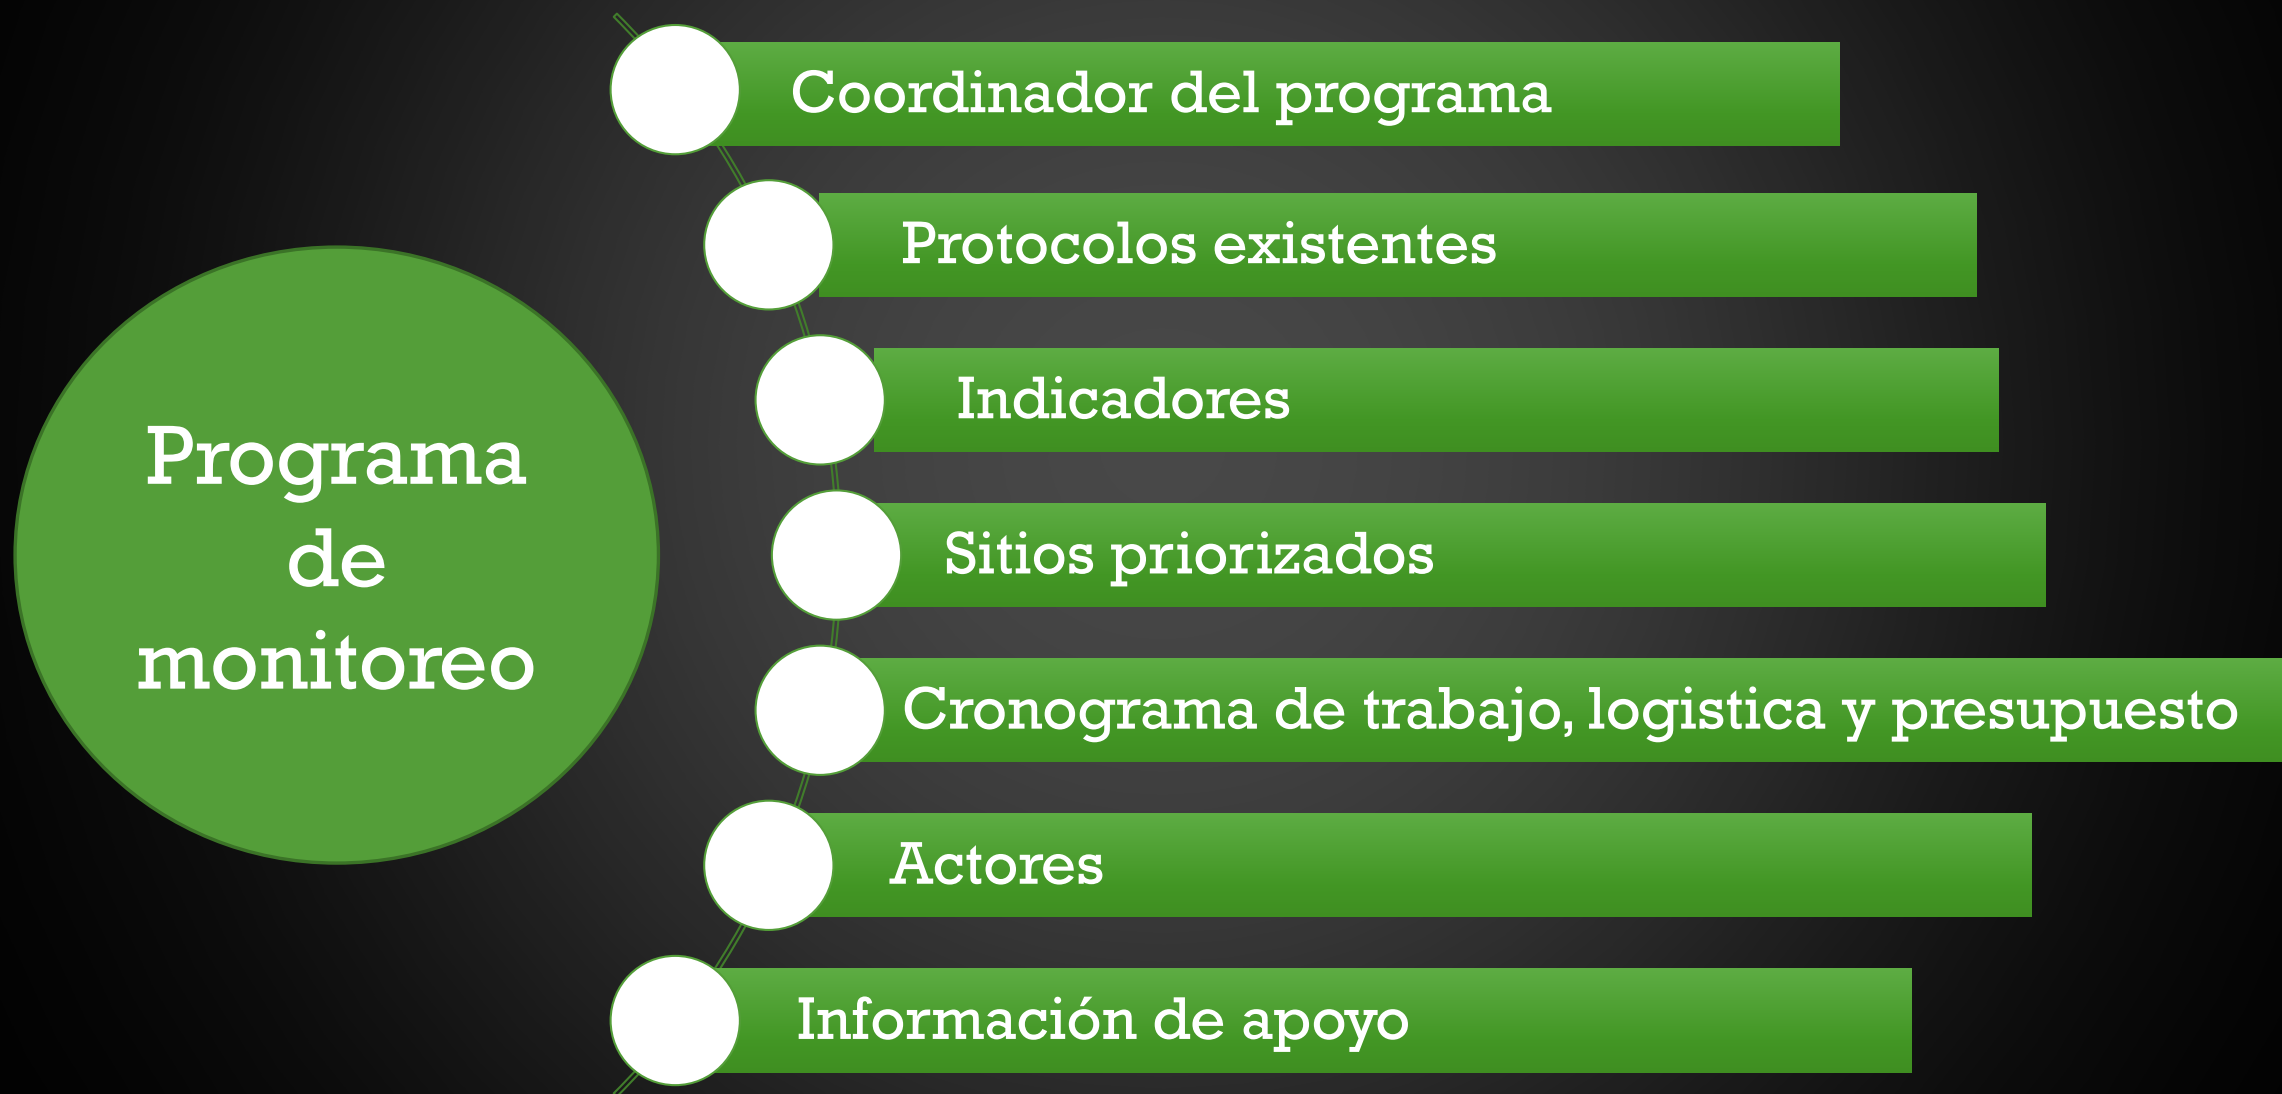 Programa
de
monitoreo
Coordinador del programa
Protocolos existentes
Indicadores
Sitios priorizados
Cronograma de trabajo, logistica y presupuesto
Actores
Información de apoyo